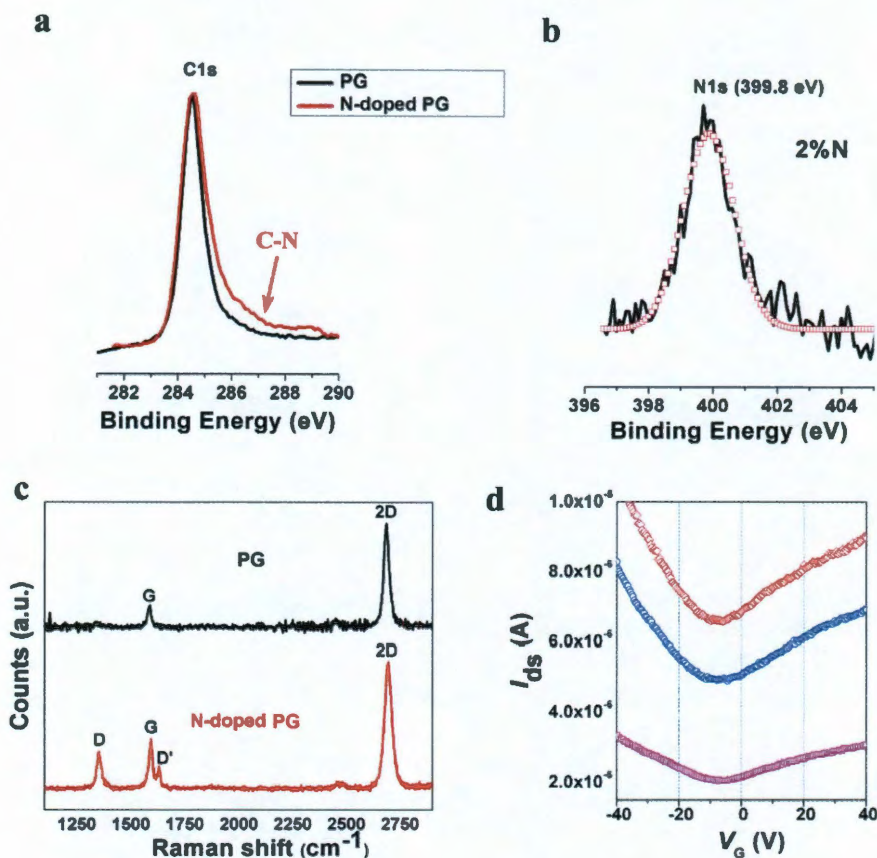 a
C1s
PG
N-doped PG
C-N
282 284 286 288 290
Binding Energy (eV)
b
N1s (399.8 eV)
2%N
396 398 400 402 404
Binding Energy (eV)
c
2D
PG
G
2D
N-doped PG
D
G
D'
Counts (a.u.)
1250 1500 1750 2000 2250 2500 2750
Raman shift (cm-1)
d
1.0x10-5
8.0x10-6
6.0x10-6
4.0x10-6
2.0x10-6
Ids (A)
-40 -20 0 20 40
VG (V)